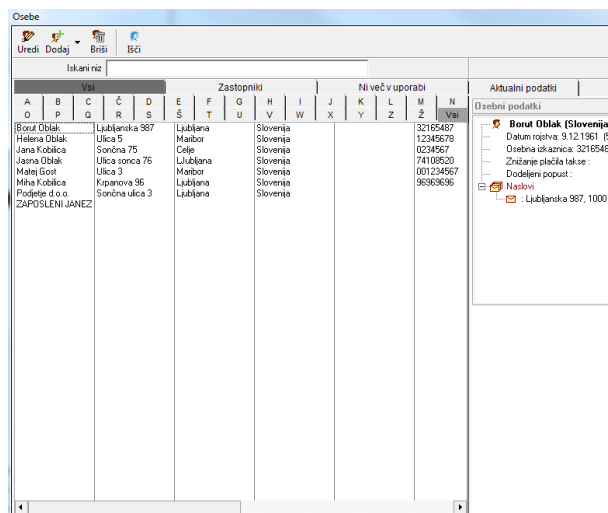 Osebe
Uredi Dodaj Briši Išči
Iskani niz
Vsi Zastopniki Ni več v uporabi Aktualni podatki
A B C Č D E F G H I J K L M N
O P Q R S Š T U V W X Y Z Ž Vsi
Osebni podatki
Borut Oblak Ljubljanska 987 Ljubljana Slovenija 32165487
Helena Oblak Ulica 5 Maribor Slovenija 12345678
Jana Kobilica Sončna 75 Celje Slovenija 0234567
Jasna Oblak Ulica sonca 76 LJubljana Slovenija 74108520
Matej Gost Ulica 3 Maribor Slovenija 001234567
Miha Kobilica Krpanova 96 Ljubljana Slovenija 96969696
Podjetje d.o.o. Sončna ulica 3 Ljubljana Slovenija
ZAPOSLENI JANEZ
Borut Oblak (Slovenija
Datum rojstva: 9.12.1961
Osebna izkaznica: 3216548
Znižanje plačila takse :
Dodeljeni popust :
Naslovi
: Ljubljanska 987, 1000